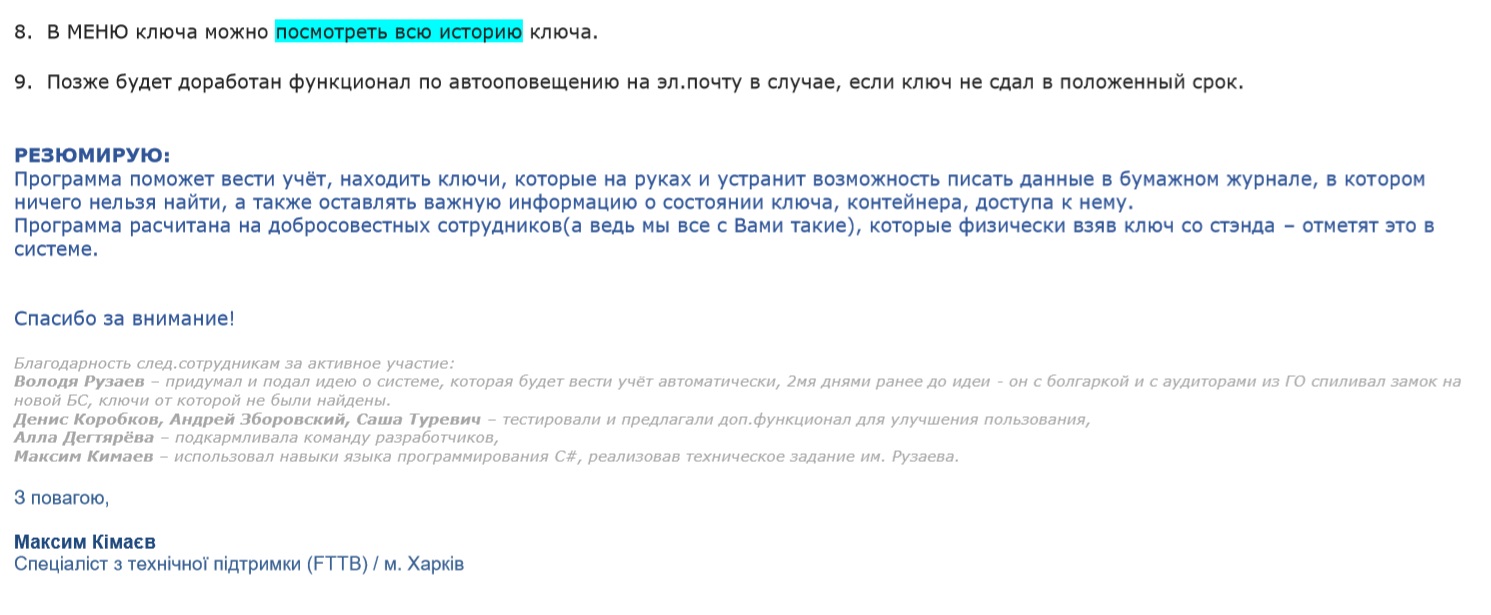 8. В МЕНЮ ключа можно посмотреть всю историю ключа.
9. Позже будет доработан функционал по автооповещению на эл.почту в случае, если ключ не сдал в положенный срок.
РЕЗЮМИРУЮ:
Программа поможет вести учёт, находить ключи, которые на руках и устранит возможность писать данные в бумажном журнале, в котором
ничего нельзя найти, а также оставлять важную информацию о состоянии ключа, контейнера, доступа к нему.
Программа расчитана на добросовестных сотрудников(а ведь мы все с Вами такие), которые физически взяв ключ со стэнда – отметят это в
системе.
Спасибо за внимание!
Благодарность след.сотрудникам за активное участие:
Володя Рузаев – придумал и подал идею о системе, которая будет вести учёт автоматически, 2мя днями ранее до идеи - он с болгаркой и с аудиторами из ГО спиливал замок на
новой БС, ключи от которой не были найдены.
Денис Коробков, Андрей Зборовский, Саша Туревич – тестировали и предлагали доп.функционал для улучшения пользования,
Алла Дегтярёва – подкармливала команду разработчиков,
Максим Кимаев – использовал навыки языка программирования C#, реализовав техническое задание им. Рузаева.
З повагою,
Максим Кімаєв
Спеціаліст з технічної підтримки (FTTB) / м. Харків